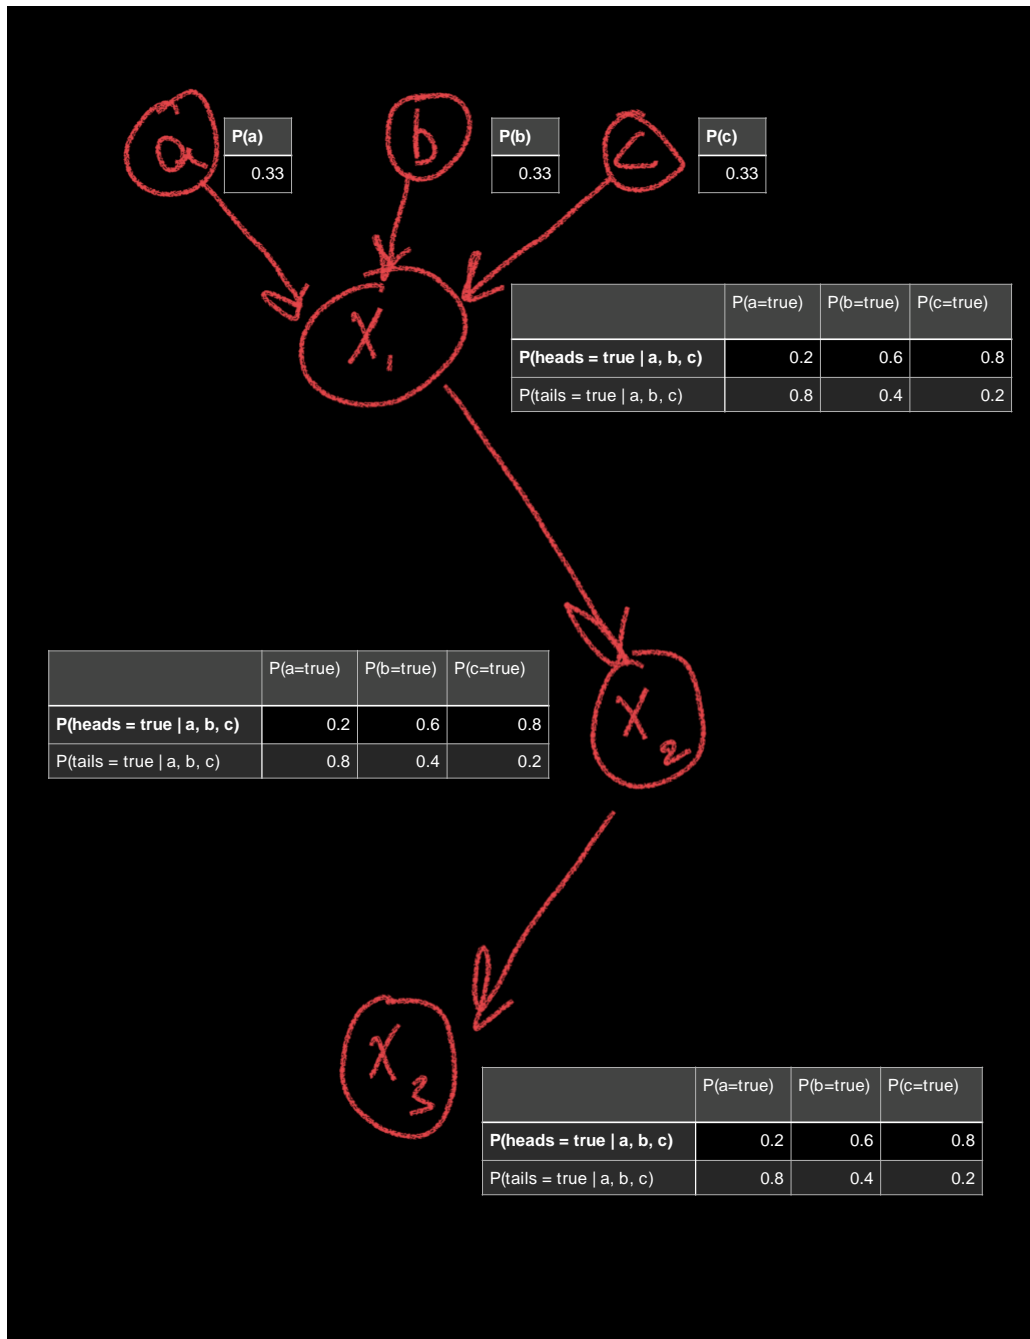 a
P(a)
0.33
b
P(b)
0.33
c
P(c)
0.33
X1
P(a=true) P(b=true) P(c=true)
P(heads = true | a, b, c) 0.2 0.6 0.8
P(tails = true | a, b, c) 0.8 0.4 0.2
P(a=true) P(b=true) P(c=true)
P(heads = true | a, b, c) 0.2 0.6 0.8
P(tails = true | a, b, c) 0.8 0.4 0.2
X2
X3
P(a=true) P(b=true) P(c=true)
P(heads = true | a, b, c) 0.2 0.6 0.8
P(tails = true | a, b, c) 0.8 0.4 0.2